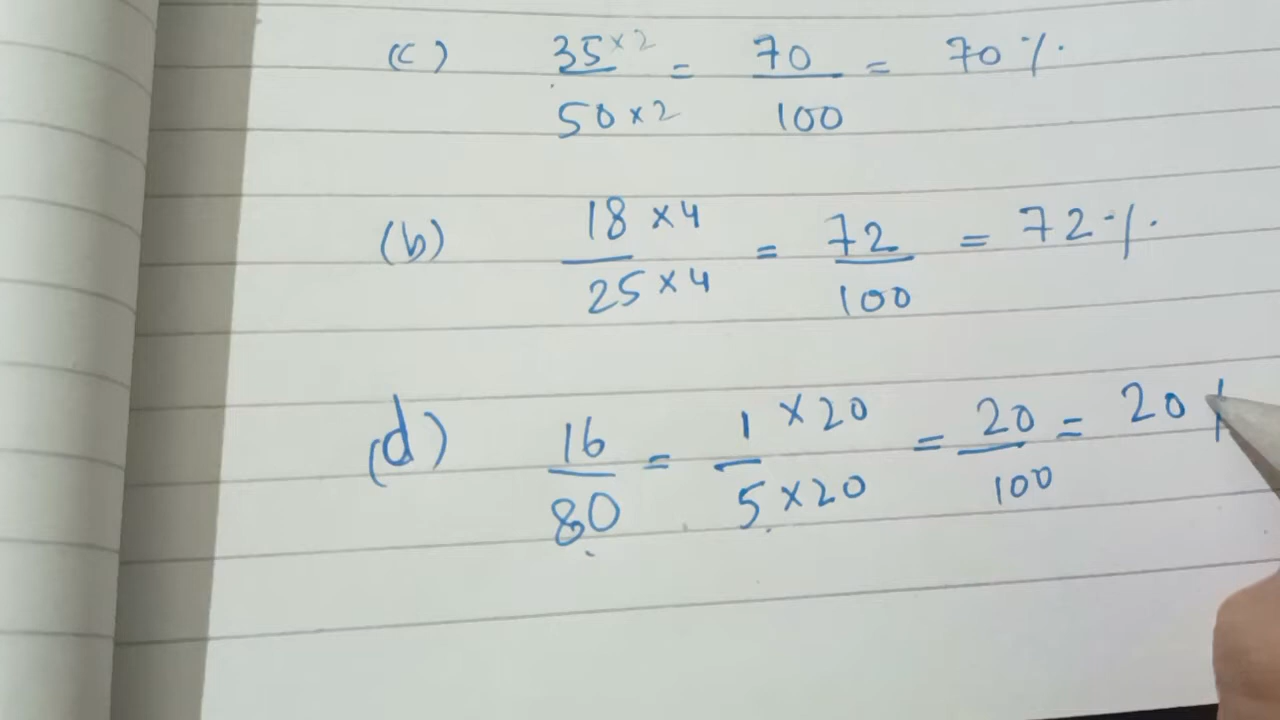 (c) 35×2 / 50×2 = 70 / 100 = 70%
(b) 18×4 / 25×4 = 72 / 100 = 72%
(d) 16 / 80 = 1×20 / 5×20 = 20 / 100 = 20